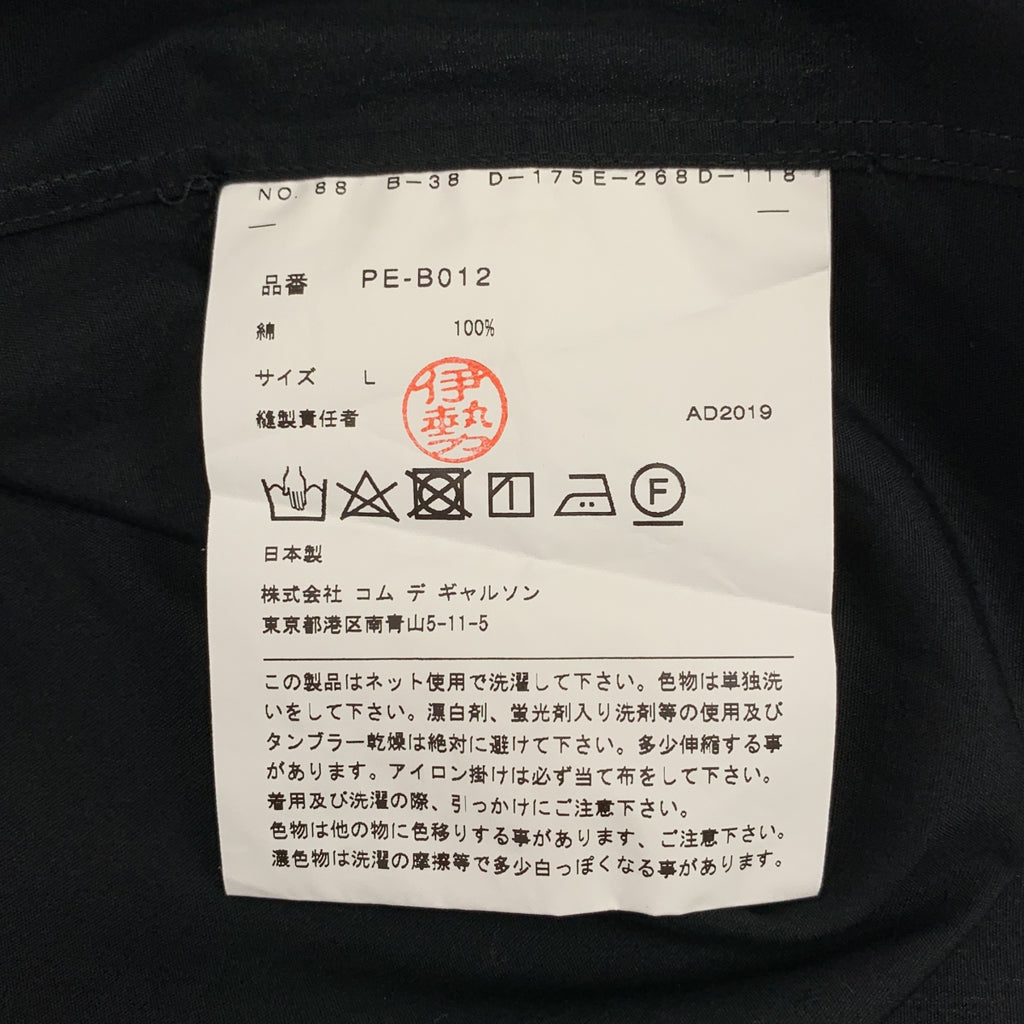 NO. 88 B-38 D-175E-268D-118
品番 PE-B012
綿 100%
サイズ L
伊勢
縫製責任者 AD2019
F
日本製
株式会社 コム デ ギャルソン
東京都港区南青山5-11-5
この製品はネット使用で洗濯して下さい。色物は単独洗
いをして下さい。漂白剤、蛍光剤入り洗剤等の使用及び
タンブラー乾燥は絶対に避けて下さい。多少伸縮する事
があります。アイロン掛けは必ず当て布をして下さい。
着用及び洗濯の際、引っかけにご注意下さい。
色物は他の物に色移りする事があります、ご注意下さい。
濃色物は洗濯の摩擦等で多少白っぽくなる事があります。